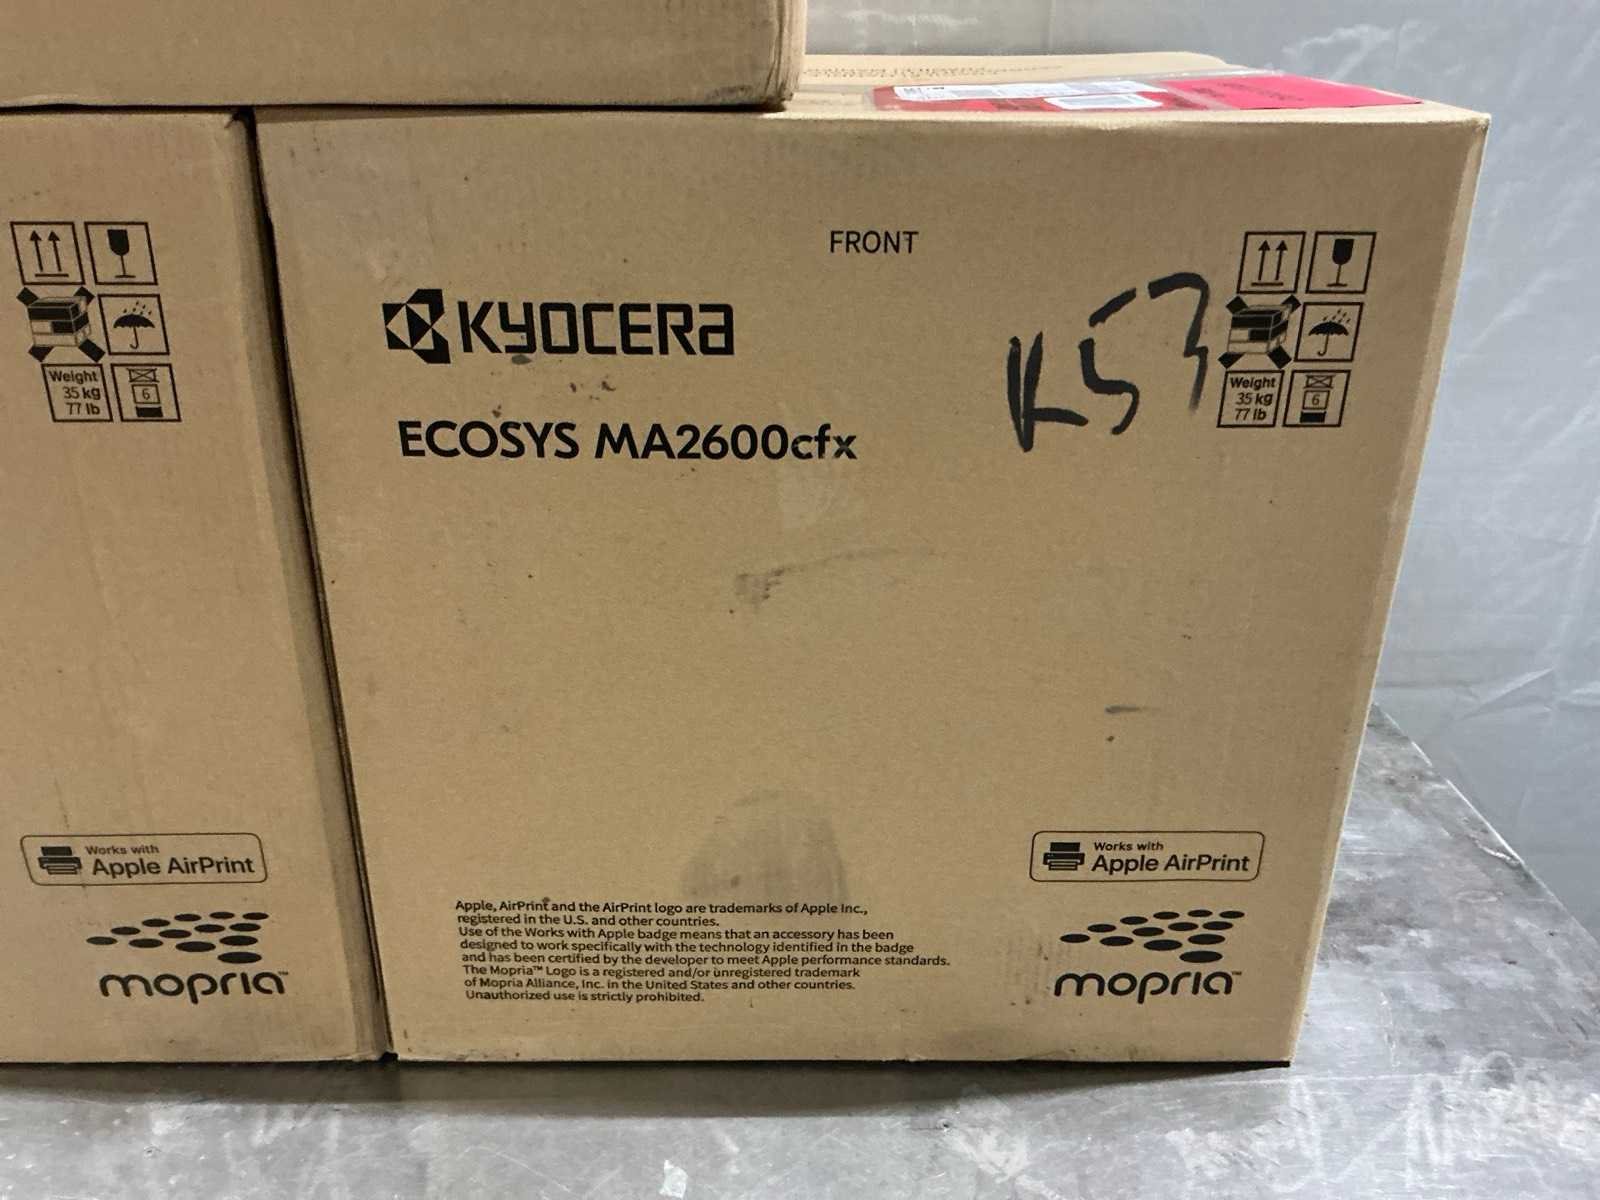 FRONT
KYOCERA
ECOSYS MA2600cfx
K53
Weight
35 kg
77 lb
6
Works with
Apple AirPrint
Apple, AirPrint and the AirPrint logo are trademarks of Apple Inc.,
registered in the U.S. and other countries.
Use of the Works with Apple badge means that an accessory has been
designed to work specifically with the technology identified in the badge
and has been certified by the developer to meet Apple performance standards.
The Mopria™ Logo is a registered and/or unregistered trademark
of Mopria Alliance, Inc. in the United States and other countries.
Unauthorized use is strictly prohibited.
mopria™
Weight
35 kg
77 lb
6
Works with
Apple AirPrint
mopria™